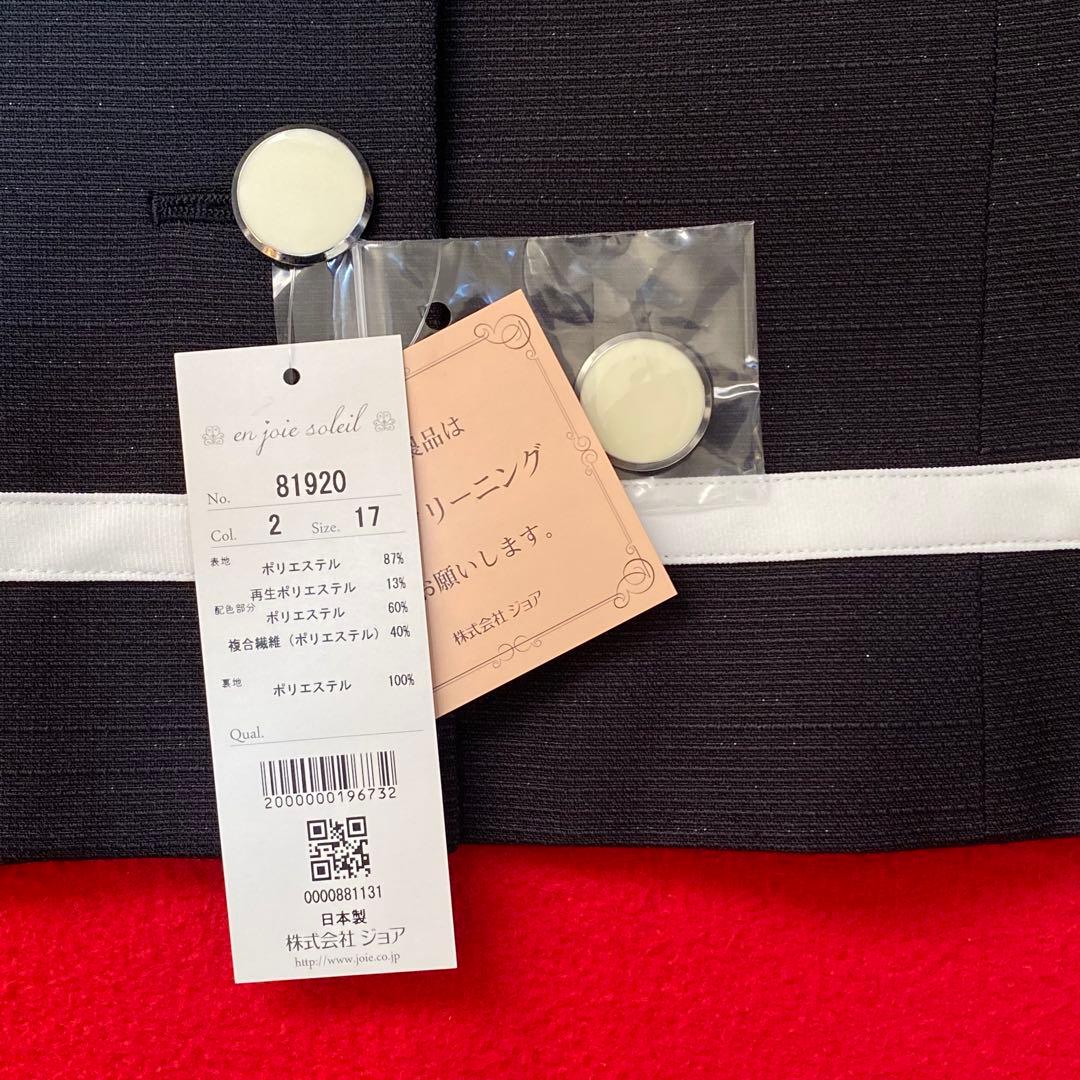 en joie soleil
No. 81920
Col. 2 Size. 17
表地 ポリエステル 87%
再生ポリエステル 13%
配色部分 ポリエステル 60%
複合繊維（ポリエステル） 40%
裏地 ポリエステル 100%
Qual.
2000000196732
0000881131
日本製
株式会社 ジョア
http://www.joie.co.jp
品は
リーニング
お願いします。
株式会社 ジョア